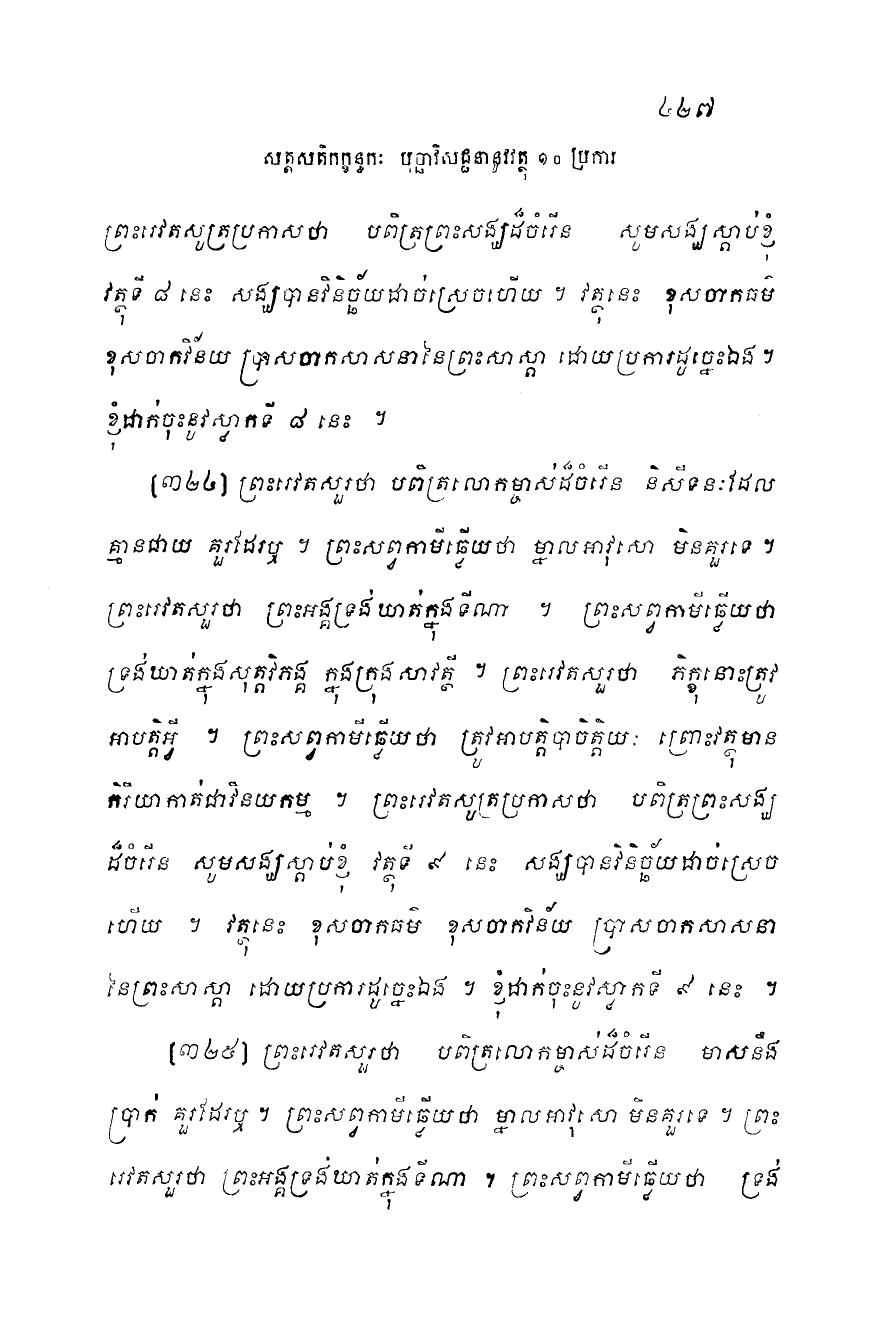 ៤២៧
សត្តសតិកក្ខន្ធកៈ បុច្ឆាវិសជ្ជនានូវវត្ថុ ១០ ប្រការ
ព្រះរេវតសូត្រប្រកាសថា បពិត្រព្រះសង្ឃដ៏ចំរើន សូមសង្ឃស្តាប់ខ្ញុំ
វត្ថុទី ៨ នេះ សង្ឃបានវិនិច្ឆ័យដាច់ស្រេចហើយ ។ វត្ថុនេះ ខុសចាកធម៌
ខុសចាកវិន័យ ប្រាសចាកសាសនានៃព្រះសាស្តា ដោយប្រការដូច្នេះឯង ។
ខ្ញុំដាក់ចុះនូវស្លាកទី ៨ នេះ ។
[៣២៤] ព្រះរេវតសួរថា បពិត្រលោកម្ចាស់ដ៏ចំរើន និសីទនៈដែល
គ្មានជាយ គួរដែរឬ ។ ព្រះសព្វកាមីឆ្លើយថា ម្នាលអាវុសោ មិនគួរទេ ។
ព្រះរេវតសួរថា ព្រះអង្គទ្រង់ឃាត់ក្នុងទីណា ។ ព្រះសព្វកាមីឆ្លើយថា
ទ្រង់ឃាត់ក្នុងសុត្តវិភង្គ ក្នុងក្រុងសាវត្ថី ។ ព្រះរេវតសួរថា ភិក្ខុនោះត្រូវ
អាបត្តិអ្វី ។ ព្រះសព្វកាមីឆ្លើយថា ត្រូវអាបត្តិបាចិត្តិយៈ ព្រោះវត្ថុមាន
កិរិយាកាត់ជាវិនយកម្ម ។ ព្រះរេវតសូត្រប្រកាសថា បពិត្រព្រះសង្ឃ
ដ៏ចំរើន សូមសង្ឃស្តាប់ខ្ញុំ វត្ថុទី ៩ នេះ សង្ឃបានវិនិច្ឆ័យដាច់ស្រេច
ហើយ ។ វត្ថុនេះ ខុសចាកធម៌ ខុសចាកវិន័យ ប្រាសចាកសាសនា
នៃព្រះសាស្តា ដោយប្រការដូច្នេះឯង ។ ខ្ញុំដាក់ចុះនូវស្លាកទី ៩ នេះ ។
[៣២៥] ព្រះរេវតសួរថា បពិត្រលោកម្ចាស់ដ៏ចំរើន មាសនឹង
ប្រាក់ គួរដែរឬ ។ ព្រះសព្វកាមីឆ្លើយថា ម្នាលអាវុសោ មិនគួរទេ ។ ព្រះ
រេវតសួរថា ព្រះអង្គទ្រង់ឃាត់ក្នុងទីណា ។ ព្រះសព្វកាមីឆ្លើយថា ទ្រង់